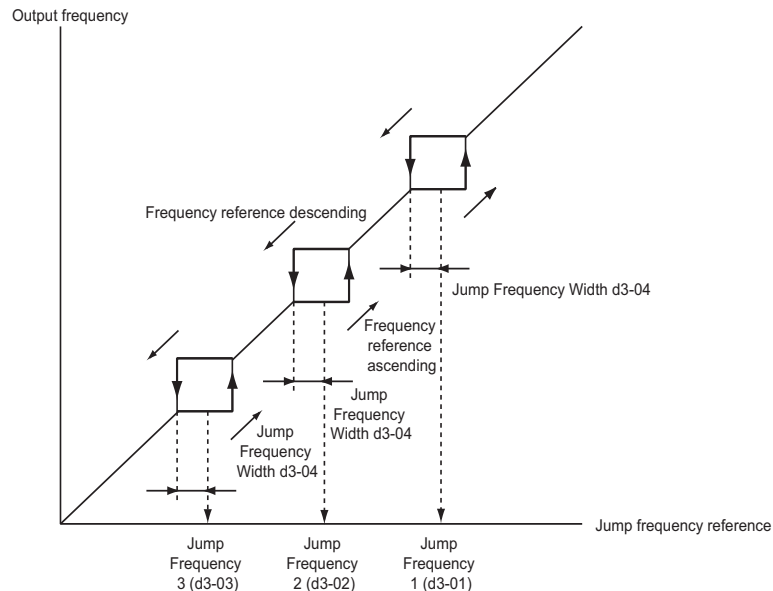 Output frequency
Frequency reference descending
Jump Frequency Width d3-04
Frequency
reference
ascending
Jump
Frequency
Width d3-04
Jump
Frequency
Width d3-04
Jump frequency reference
Jump
Frequency
3 (d3-03)
Jump
Frequency
2 (d3-02)
Jump
Frequency
1 (d3-01)